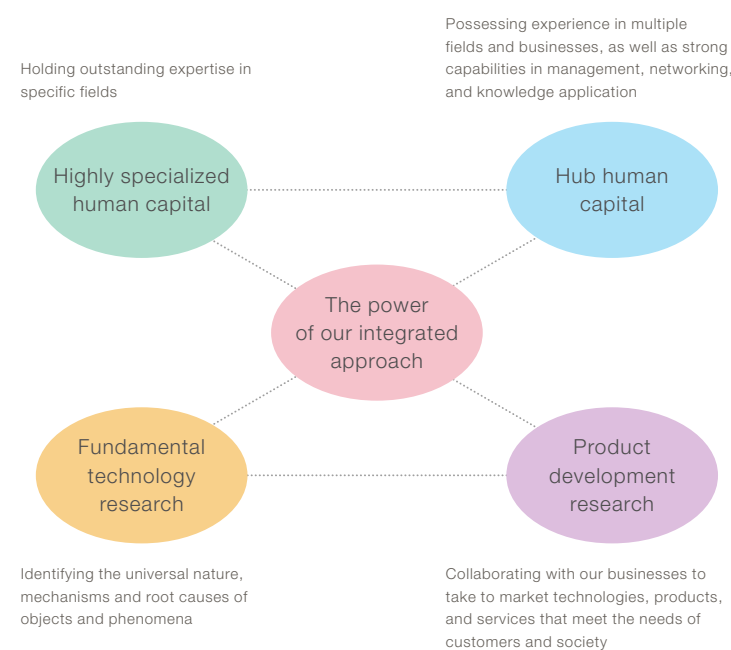 Holding outstanding expertise in
specific fields
Possessing experience in multiple
fields and businesses, as well as strong
capabilities in management, networking,
and knowledge application
Highly specialized
human capital
Hub human
capital
The power
of our integrated
approach
Fundamental
technology
research
Product
development
research
Identifying the universal nature,
mechanisms and root causes of
objects and phenomena
Collaborating with our businesses to
take to market technologies, products,
and services that meet the needs of
customers and society